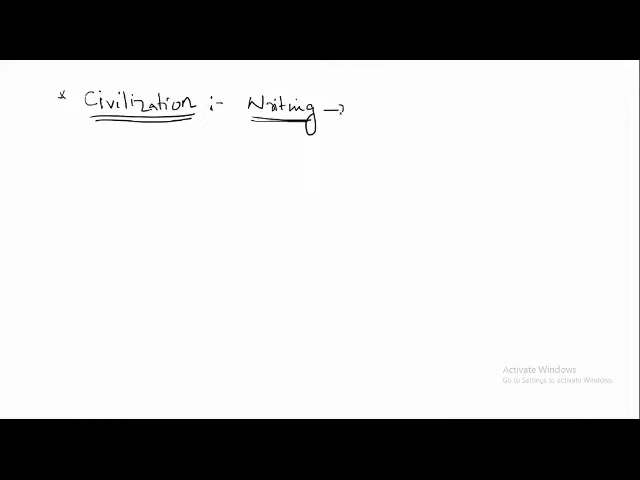 * Civilization :- Writing →
Activate Windows
Go to Settings to activate Windows.